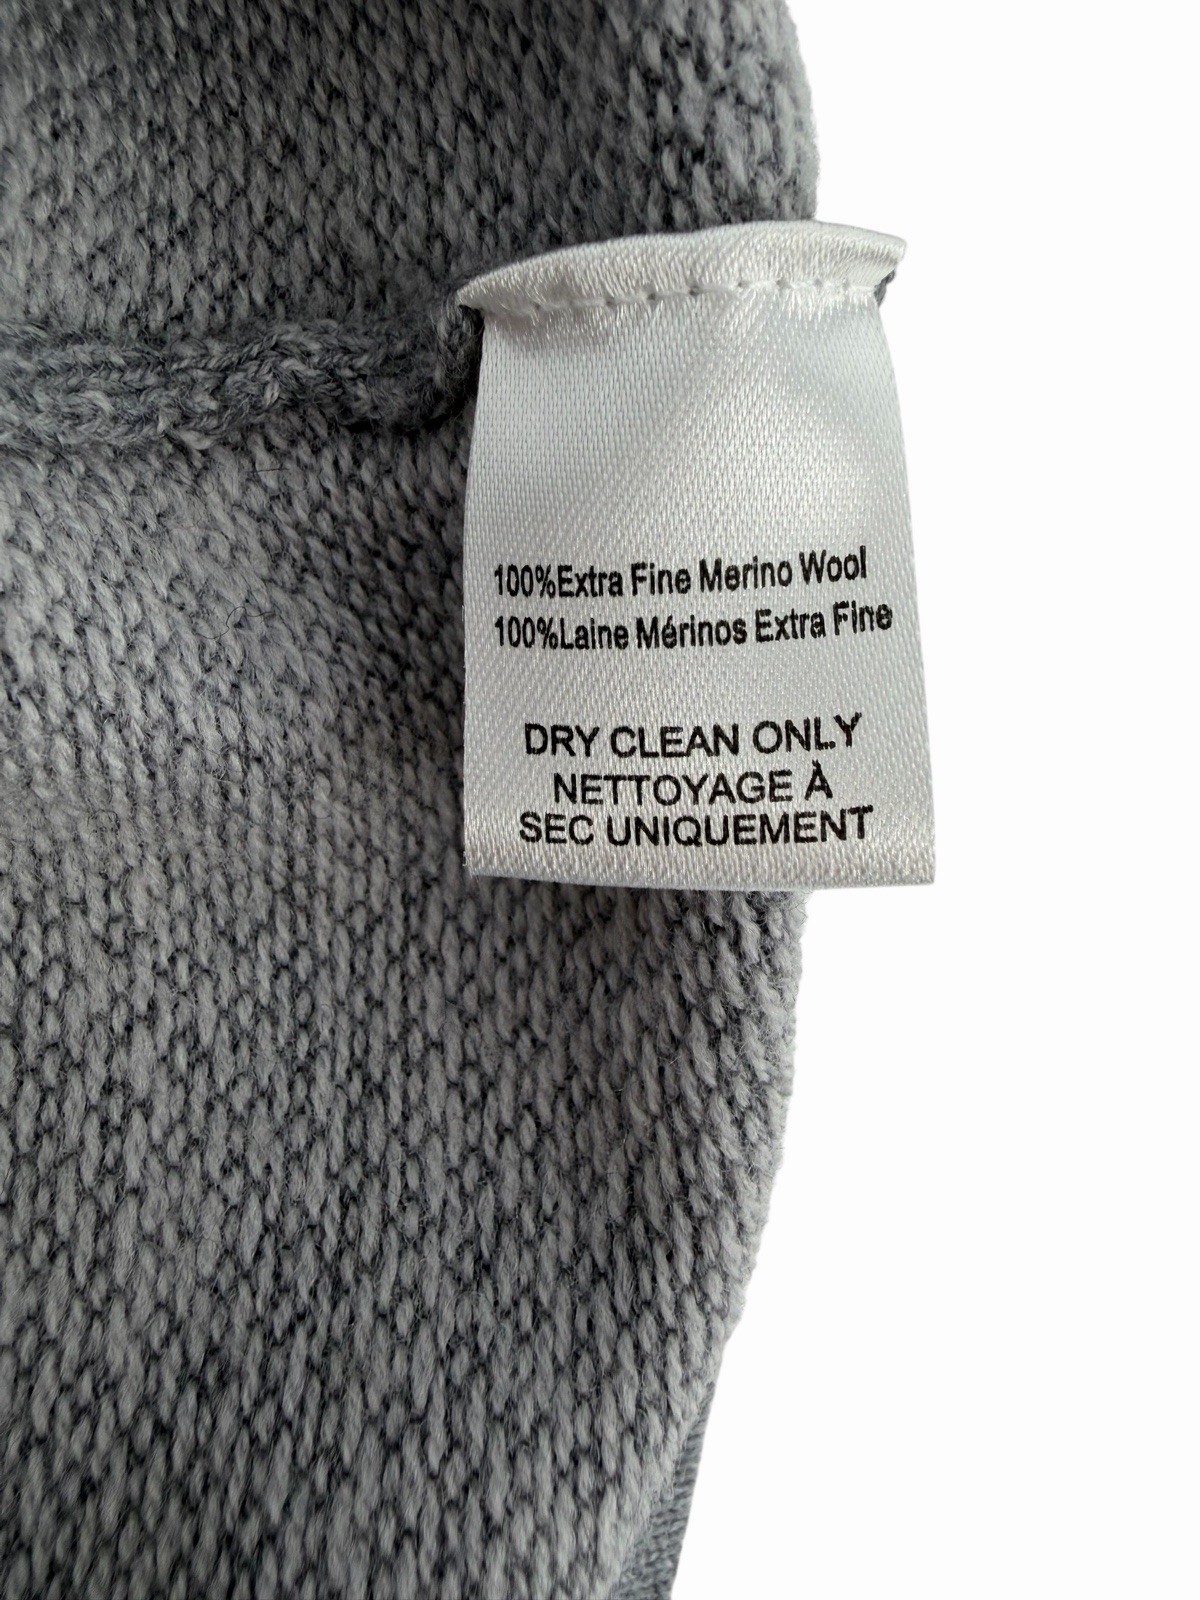 100%Extra Fine Merino Wool
100%Laine Mérinos Extra Fine
DRY CLEAN ONLY
NETTOYAGE À
SEC UNIQUEMENT